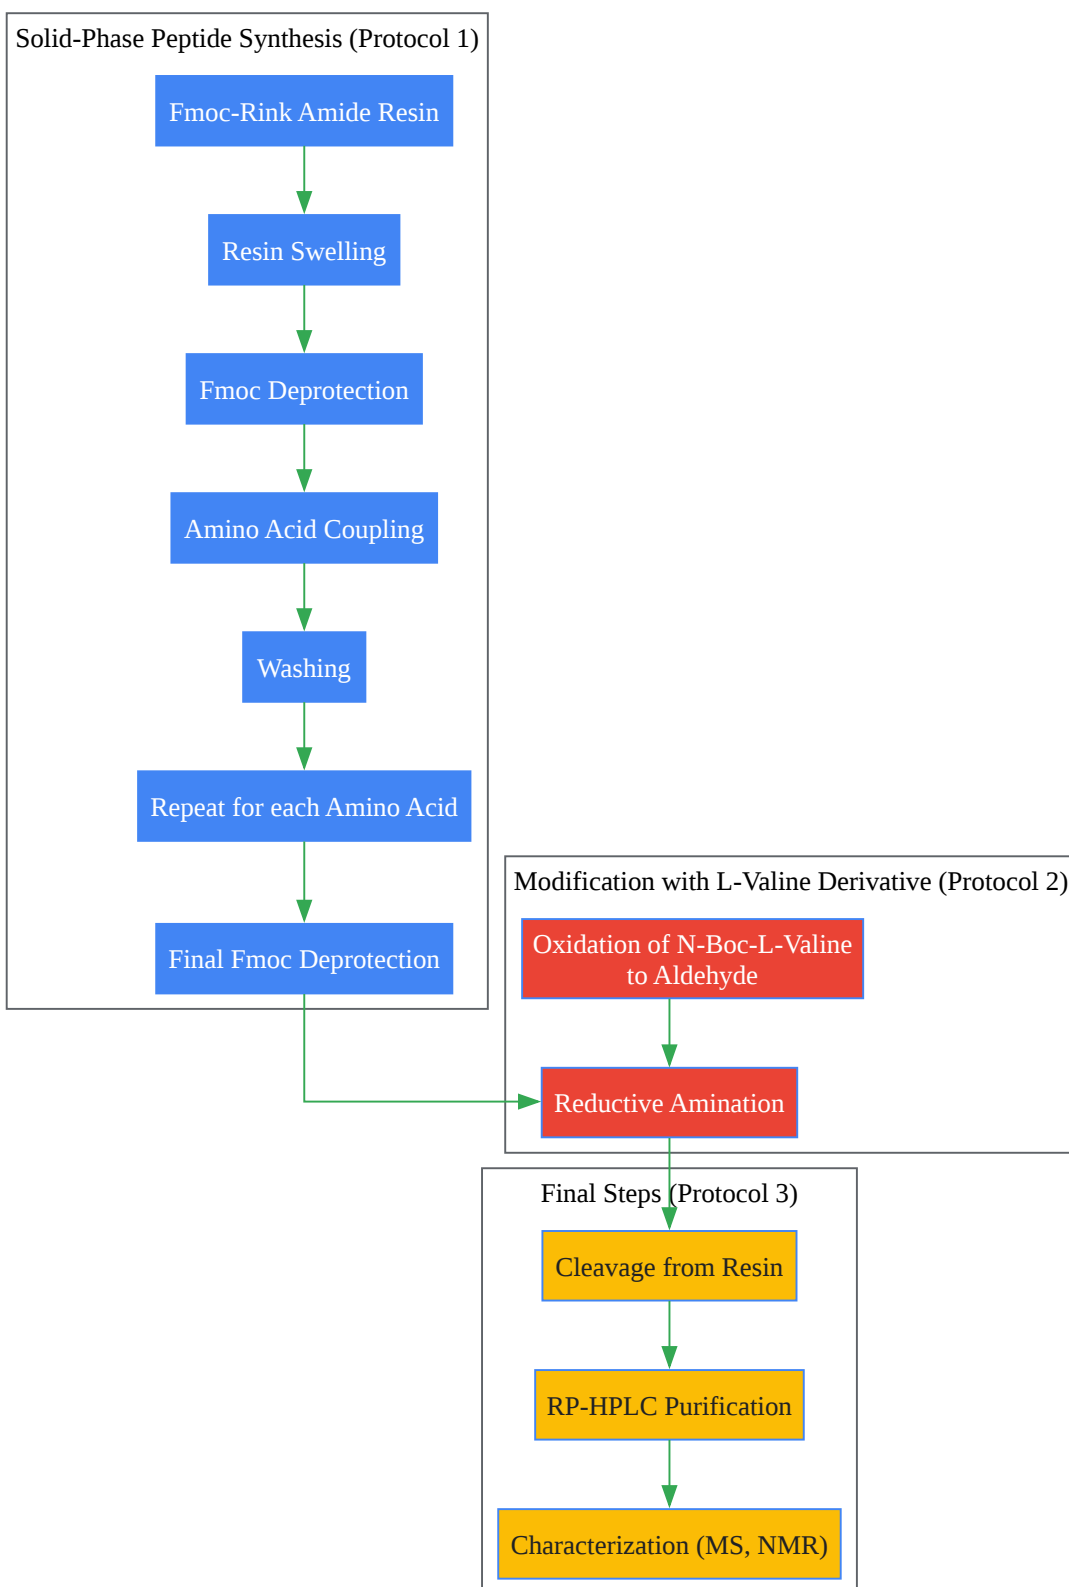 Solid-Phase Peptide Synthesis (Protocol 1)
Fmoc-Rink Amide Resin
Resin Swelling
Fmoc Deprotection
Amino Acid Coupling
Washing
Repeat for each Amino Acid
Final Fmoc Deprotection
Modification with L-Valine Derivative (Protocol 2)
Oxidation of N-Boc-L-Valine
to Aldehyde
Reductive Amination
Final Steps (Protocol 3)
Cleavage from Resin
RP-HPLC Purification
Characterization (MS, NMR)